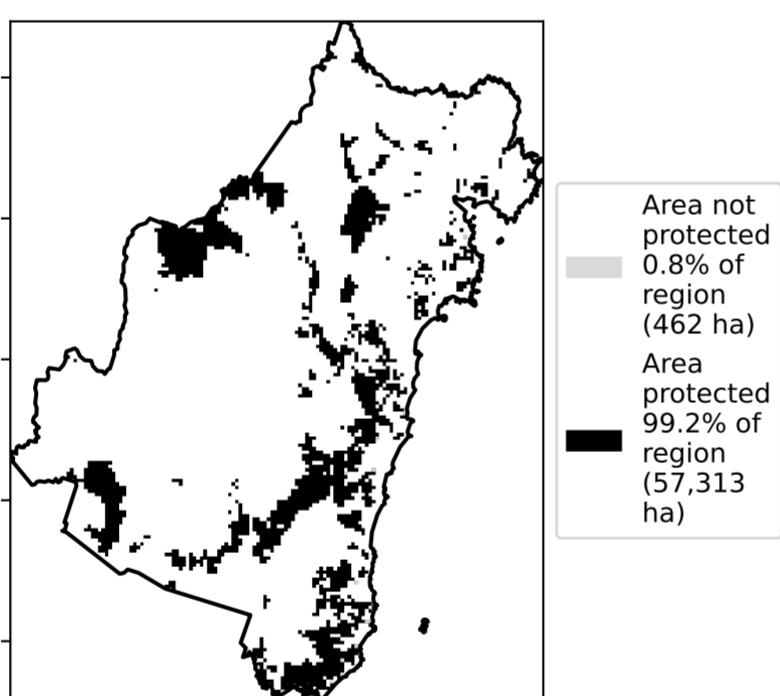 Area not
protected
0.8% of
region
(462 ha)
Area
protected
99.2% of
region
(57,313
ha)